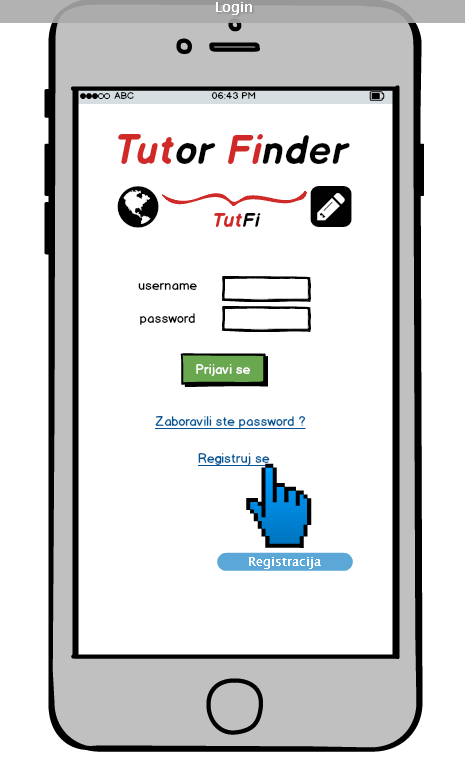 Login
ABC 06:43 PM
Tutor Finder
TutFi
username
password
Prijavi se
Zaboravili ste password ?
Registruj se
Registracija